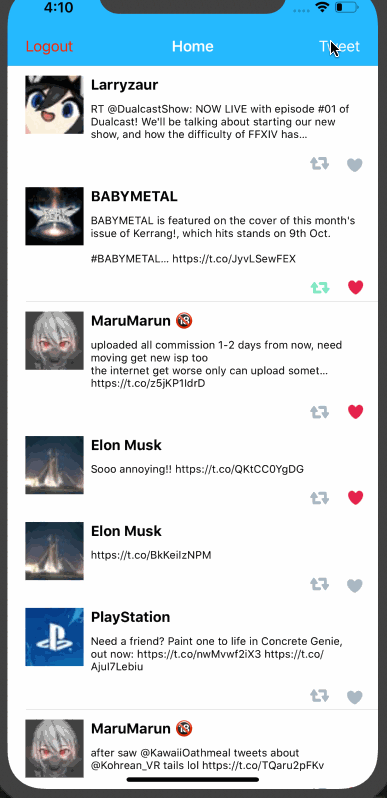 4:10
Logout
Home
Tweet
Larryzaur
RT @DualcastShow: NOW LIVE with episode #01 of
Dualcast! We'll be talking about starting our new
show, and how the difficulty of FFXIV has...
BABYMETAL
BABYMETAL is featured on the cover of this month's
issue of Kerrang!, which hits stands on 9th Oct.
#BABYMETAL... https://t.co/JyvLSewFEX
MaruMarun 🔞
uploaded all commission 1-2 days from now, need
moving get new isp too
the internet get worse only can upload somet...
https://t.co/z5jKP1IdrD
Elon Musk
Sooo annoying!! https://t.co/QKtCC0YgDG
Elon Musk
https://t.co/BkKeiIzNPM
PlayStation
Need a friend? Paint one to life in Concrete Genie,
out now: https://t.co/nwMvwf2iX3 https://t.co/
AjuI7Lebiu
MaruMarun 🔞
after saw @KawaiiOathmeal tweets about
@Kohrean_VR tails lol https://t.co/TQaru2pFKv